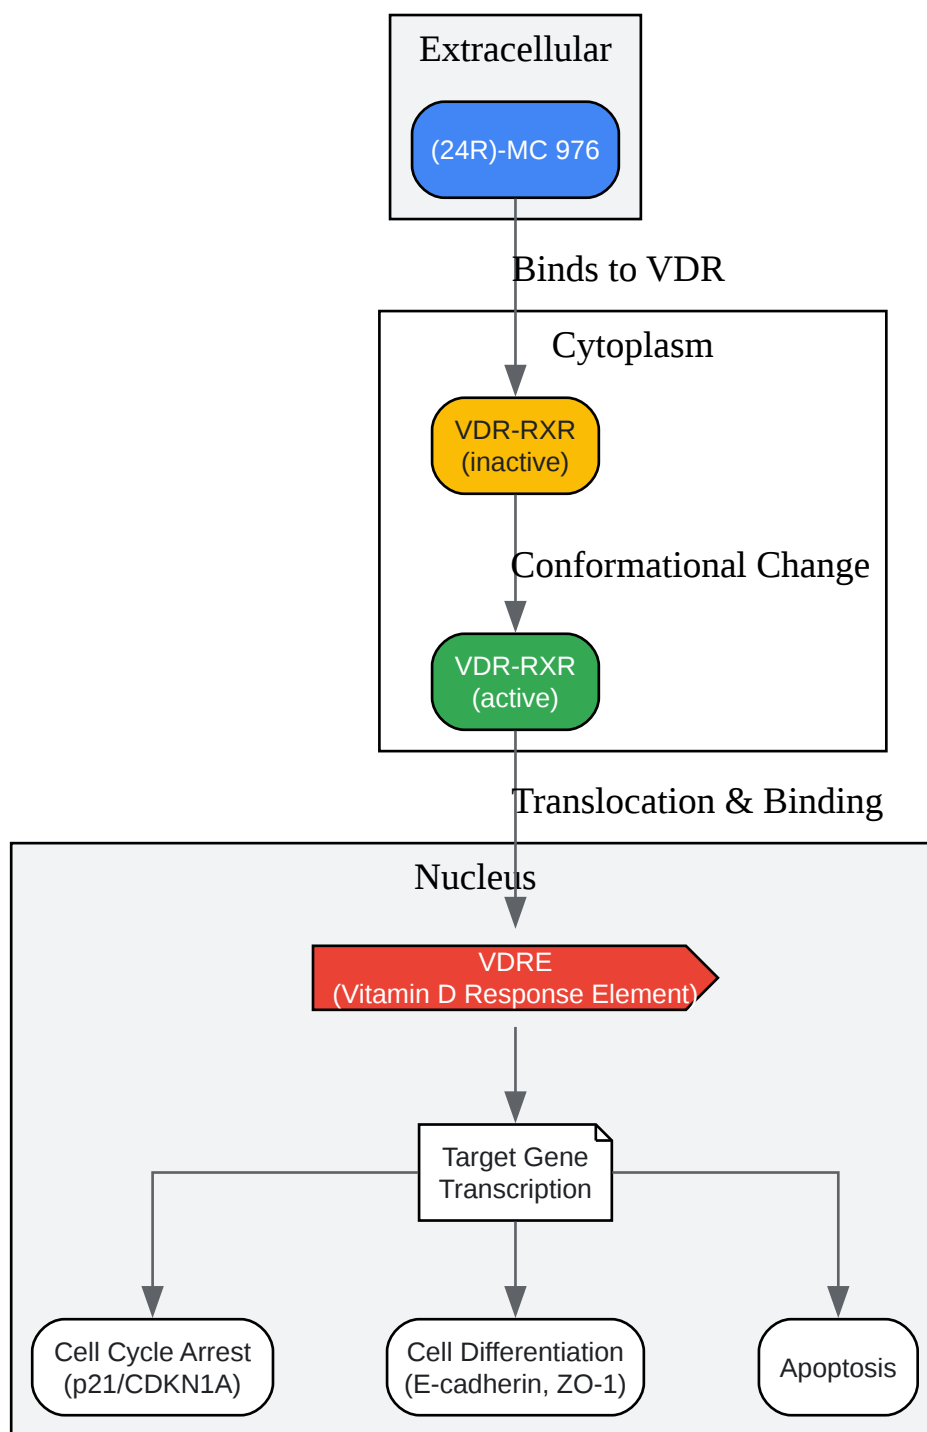 Extracellular
(24R)-MC 976
Binds to VDR
Cytoplasm
VDR-RXR
(inactive)
Conformational Change
VDR-RXR
(active)
Translocation & Binding
Nucleus
VDRE
(Vitamin D Response Element)
Target Gene
Transcription
Cell Cycle Arrest
(p21/CDKN1A)
Cell Differentiation
(E-cadherin, ZO-1)
Apoptosis